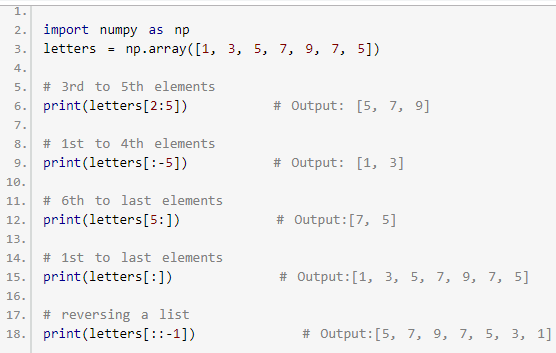 1.
2. import numpy as np
3. letters = np.array([1, 3, 5, 7, 9, 7, 5])
4.
5. # 3rd to 5th elements
6. print(letters[2:5])           # Output: [5, 7, 9]
7.
8. # 1st to 4th elements
9. print(letters[:-5])           # Output: [1, 3]
10.
11. # 6th to last elements
12. print(letters[5:])            # Output:[7, 5]
13.
14. # 1st to last elements
15. print(letters[:])             # Output:[1, 3, 5, 7, 9, 7, 5]
16.
17. # reversing a list
18. print(letters[::-1])              # Output:[5, 7, 9, 7, 5, 3, 1]